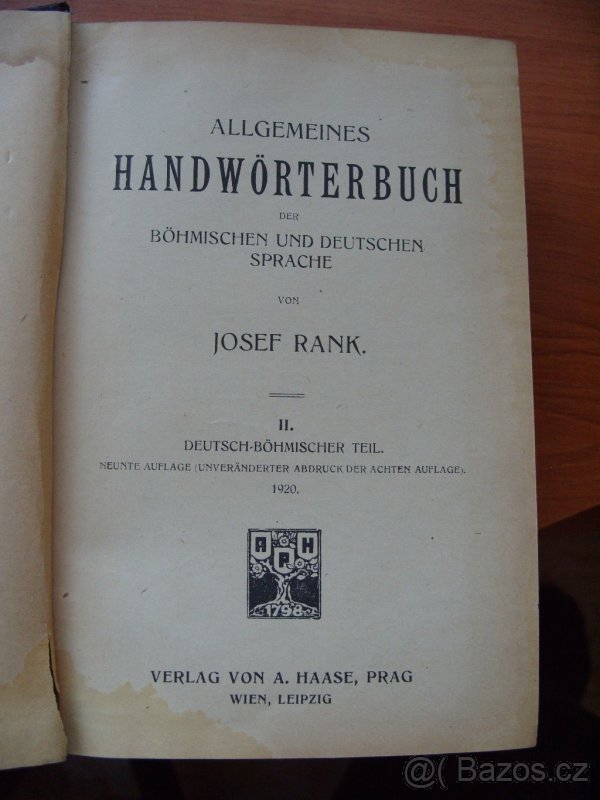 ALLGEMEINES
HANDWÖRTERBUCH
DER
BÖHMISCHEN UND DEUTSCHEN
SPRACHE
VON
JOSEF RANK.
II.
DEUTSCH-BÖHMISCHER TEIL.
NEUNTE AUFLAGE (UNVERÄNDERTER ABDRUCK DER ACHTEN AUFLAGE).
1920.
A P H
1798
VERLAG VON A. HAASE, PRAG
WIEN, LEIPZIG
@( Bazos.cz